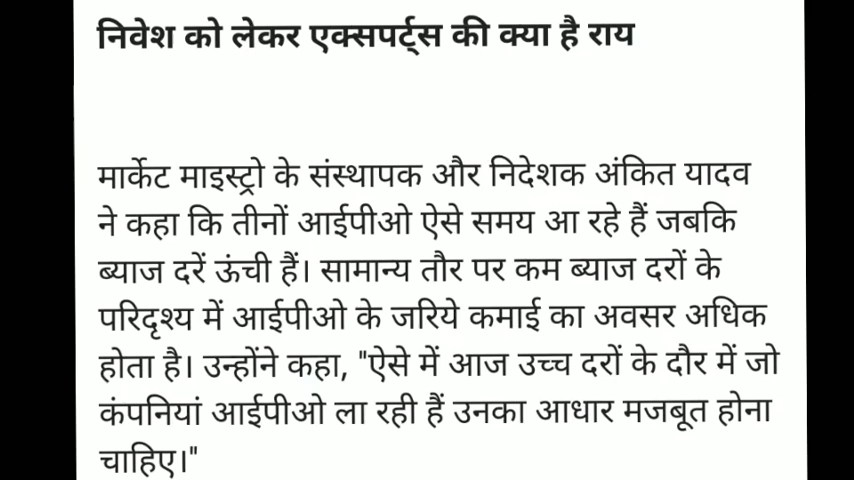 निवेश को लेकर एक्सपर्ट्स की क्या है राय
मार्केट माइस्ट्रो के संस्थापक और निदेशक अंकित यादव
ने कहा कि तीनों आईपीओ ऐसे समय आ रहे हैं जबकि
ब्याज दरें ऊंची हैं। सामान्य तौर पर कम ब्याज दरों के
परिदृश्य में आईपीओ के जरिये कमाई का अवसर अधिक
होता है। उन्होंने कहा, "ऐसे में आज उच्च दरों के दौर में जो
कंपनियां आईपीओ ला रही हैं उनका आधार मजबूत होना
चाहिए।"